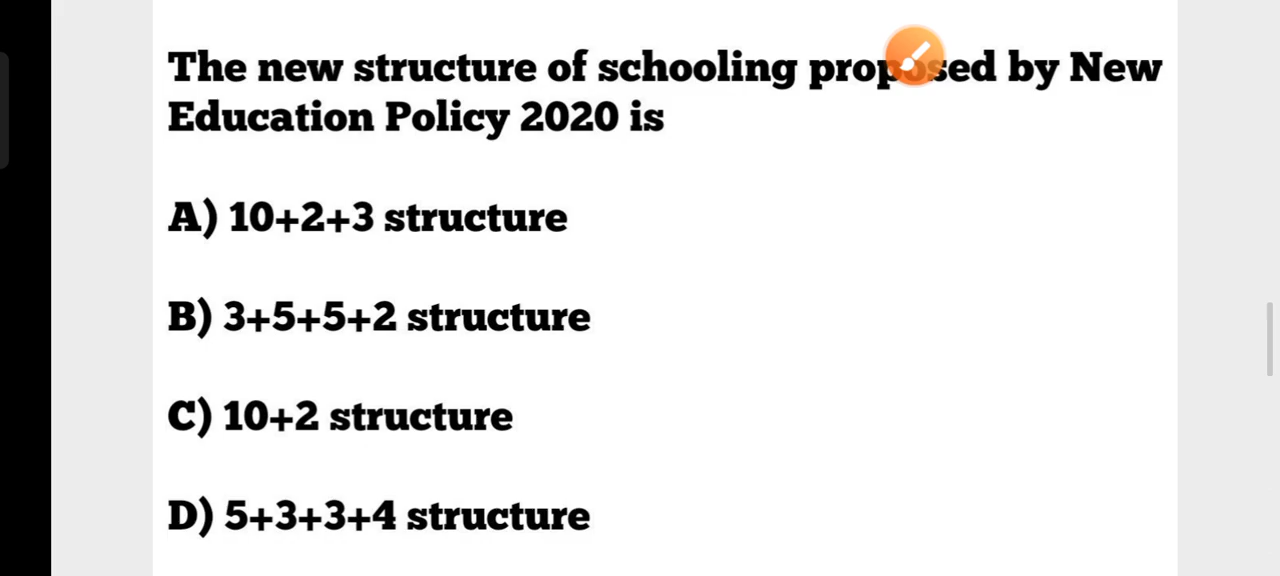 The new structure of schooling proposed by New
Education Policy 2020 is
A) 10+2+3 structure
B) 3+5+5+2 structure
C) 10+2 structure
D) 5+3+3+4 structure